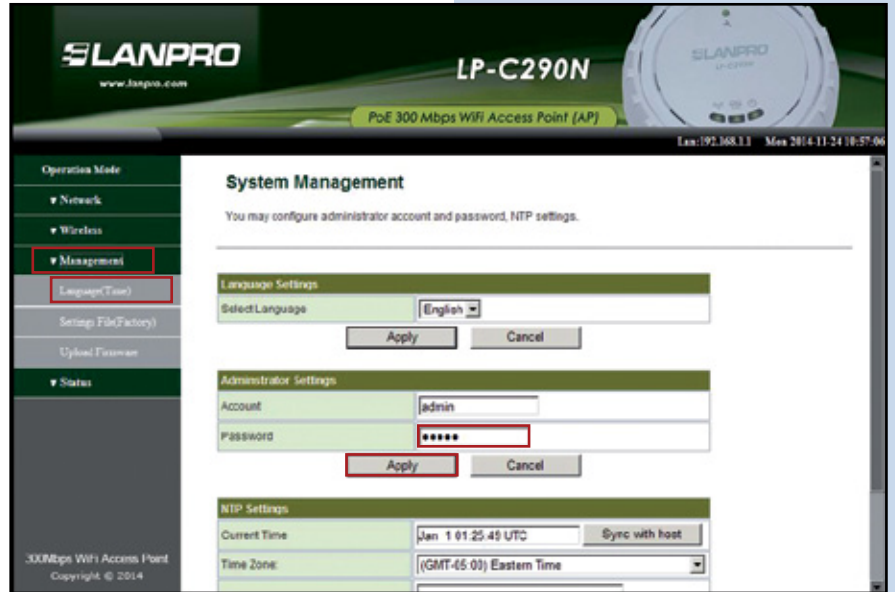 LANPRO
www.lanpro.com
LP-C290N
PoE 300 Mbps WiFi Access Point (AP)
LANPRO
Lan:192.168.1.1 Mon 2014-11-24 10:57:06
Operation Mode
Network
Wireless
Management
Language(Time)
Settings File(Factory)
Upload Firmware
Status
300Mbps WiFi Access Point
Copyright © 2014
System Management
You may configure administrator account and password, NTP settings.
Language Settings
Select Language English
Apply Cancel
Adminstrator Settings
Account admin
Password •••••
Apply Cancel
NTP Settings
Current Time Jan 1 01:25:49 UTC Sync with host
Time Zone: (GMT-05:00) Eastern Time